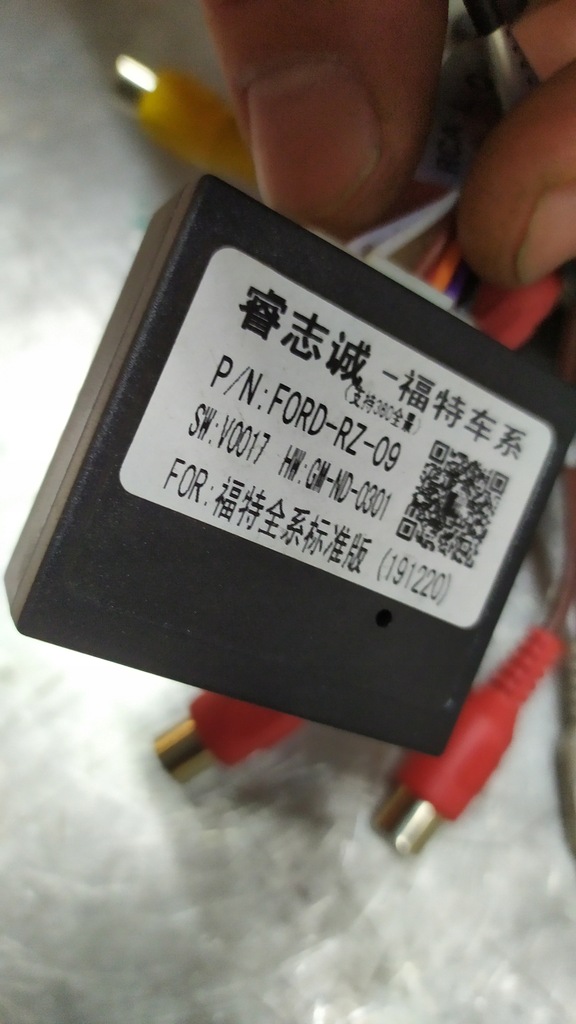 睿志诚-福特车系
(支持360全景)
P/N:FORD-RZ-09
SW:V0017 HW:GM-ND-0301
FOR:福特全系标准版 (191220)
RCA